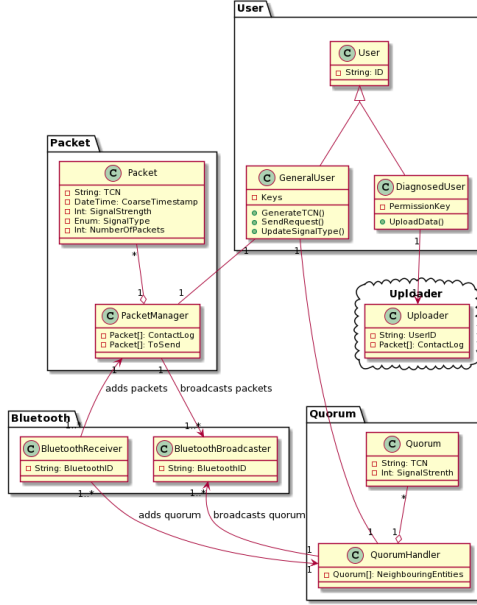 User
C User
String: ID
Packet
C Packet
String: TCN
DateTime: CoarseTimestamp
Int: SignalStrength
Enum: SignalType
Int: NumberOfPackets
C GeneralUser
Keys
GenerateTCN()
SendRequest()
UpdateSignalType()
C DiagnosedUser
PermissionKey
UploadData()
*
1
1
1
1
1
C PacketManager
Packet[]: ContactLog
Packet[]: ToSend
Uploader
C Uploader
String: UserID
Packet[]: ContactLog
1
1
adds packets
broadcasts packets
Bluetooth
1..*
1..*
C BluetoothReceiver
String: BluetoothID
C BluetoothBroadcaster
String: BluetoothID
Quorum
C Quorum
String: TCN
Int: SignalStrenth
1..*
1..*
*
adds quorum
broadcasts quorum
1
1
1
1
C QuorumHandler
Quorum[]: NeighbouringEntities